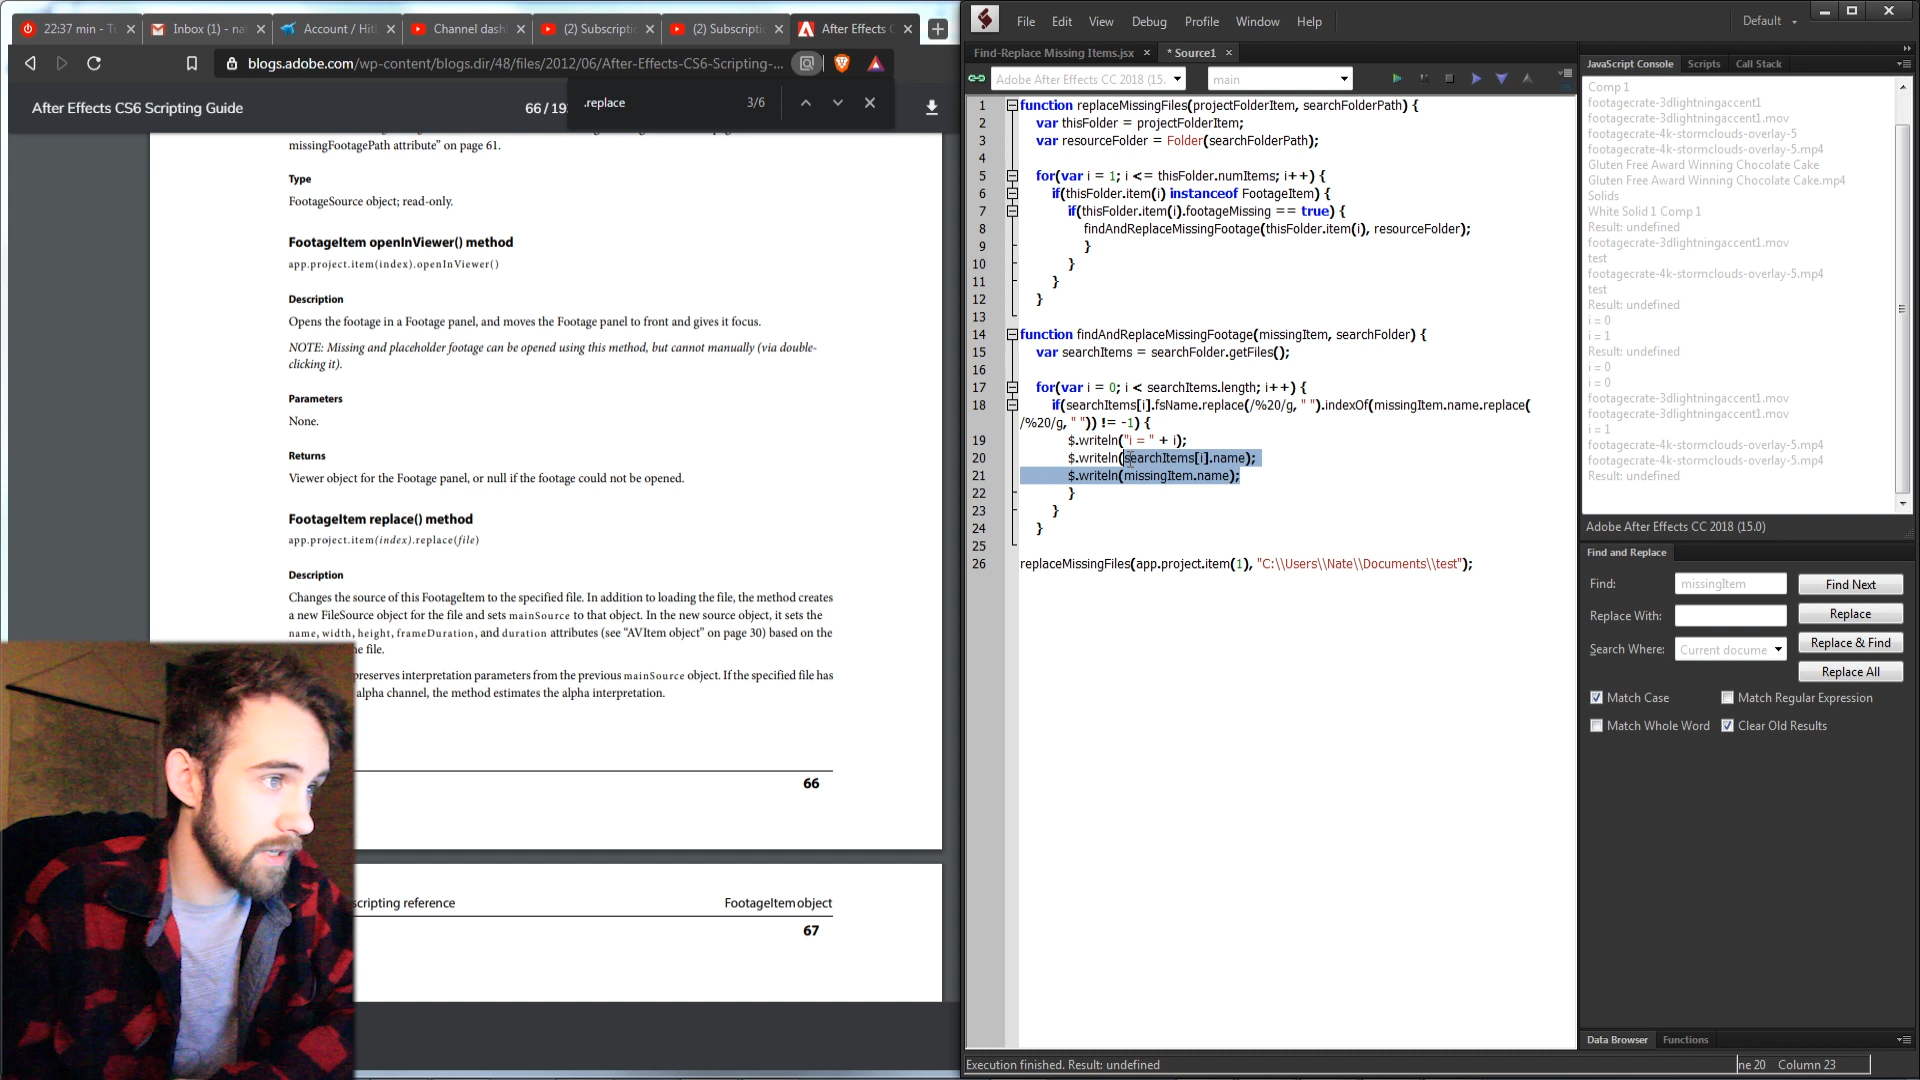 22:37 min - T
Inbox (1) - na
Account / Hitl
Channel dash
(2) Subscriptic
(2) Subscriptic
After Effects C
blogs.adobe.com/wp-content/blogs.dir/48/files/2012/06/After-Effects-CS6-Scripting-...
After Effects CS6 Scripting Guide
66 / 19
.replace
3/6
missingFootagePath attribute” on page 61.
Type
FootageSource object; read-only.
FootageItem openInViewer() method
app.project.item(index).openInViewer()
Description
Opens the footage in a Footage panel, and moves the Footage panel to front and gives it focus.
NOTE: Missing and placeholder footage can be opened using this method, but cannot manually (via double-
clicking it).
Parameters
None.
Returns
Viewer object for the Footage panel, or null if the footage could not be opened.
FootageItem replace() method
app.project.item(index).replace(file)
Description
Changes the source of this FootageItem to the specified file. In addition to loading the file, the method creates
a new FileSource object for the file and sets mainSource to that object. In the new source object, it sets the
name, width, height, frameDuration, and duration attributes (see “AVItem object” on page 30) based on the
he file.
preserves interpretation parameters from the previous mainSource object. If the specified file has
alpha channel, the method estimates the alpha interpretation.
66
scripting reference
FootageItem object
67
File Edit View Debug Profile Window Help
Default
Find-Replace Missing Items.jsx
* Source1
Adobe After Effects CC 2018 (15.
main
1 function replaceMissingFiles(projectFolderItem, searchFolderPath) {
2 var thisFolder = projectFolderItem;
3 var resourceFolder = Folder(searchFolderPath);
4
5 for(var i = 1; i <= thisFolder.numItems; i++) {
6 if(thisFolder.item(i) instanceof FootageItem) {
7 if(thisFolder.item(i).footageMissing == true) {
8 findAndReplaceMissingFootage(thisFolder.item(i), resourceFolder);
9 }
10 }
11 }
12 }
13
14 function findAndReplaceMissingFootage(missingItem, searchFolder) {
15 var searchItems = searchFolder.getFiles();
16
17 for(var i = 0; i < searchItems.length; i++) {
18 if(searchItems[i].fsName.replace(/%20/g, " ").indexOf(missingItem.name.replace(
/%20/g, " ")) != -1) {
19 $.writeln("i = " + i);
20 $.writeln(searchItems[i].name);
21 $.writeln(missingItem.name);
22 }
23 }
24 }
25
26 replaceMissingFiles(app.project.item(1), "C:\\Users\\Nate\\Documents\\test");
Execution finished. Result: undefined
JavaScript Console Scripts Call Stack
Comp 1
footagecrate-3dlightningaccent1
footagecrate-3dlightningaccent1.mov
footagecrate-4k-stormclouds-overlay-5
footagecrate-4k-stormclouds-overlay-5.mp4
Gluten Free Award Winning Chocolate Cake
Gluten Free Award Winning Chocolate Cake.mp4
Solids
White Solid 1 Comp 1
Result: undefined
footagecrate-3dlightningaccent1.mov
test
footagecrate-4k-stormclouds-overlay-5.mp4
test
Result: undefined
i = 0
i = 1
Result: undefined
i = 0
i = 0
footagecrate-3dlightningaccent1.mov
footagecrate-3dlightningaccent1.mov
i = 1
footagecrate-4k-stormclouds-overlay-5.mp4
footagecrate-4k-stormclouds-overlay-5.mp4
Result: undefined
Adobe After Effects CC 2018 (15.0)
Find and Replace
Find: missingItem Find Next
Replace With: Replace
Replace & Find
Search Where: Current docume
Replace All
Match Case Match Regular Expression
Match Whole Word Clear Old Results
Data Browser Functions
ne 20 Column 23